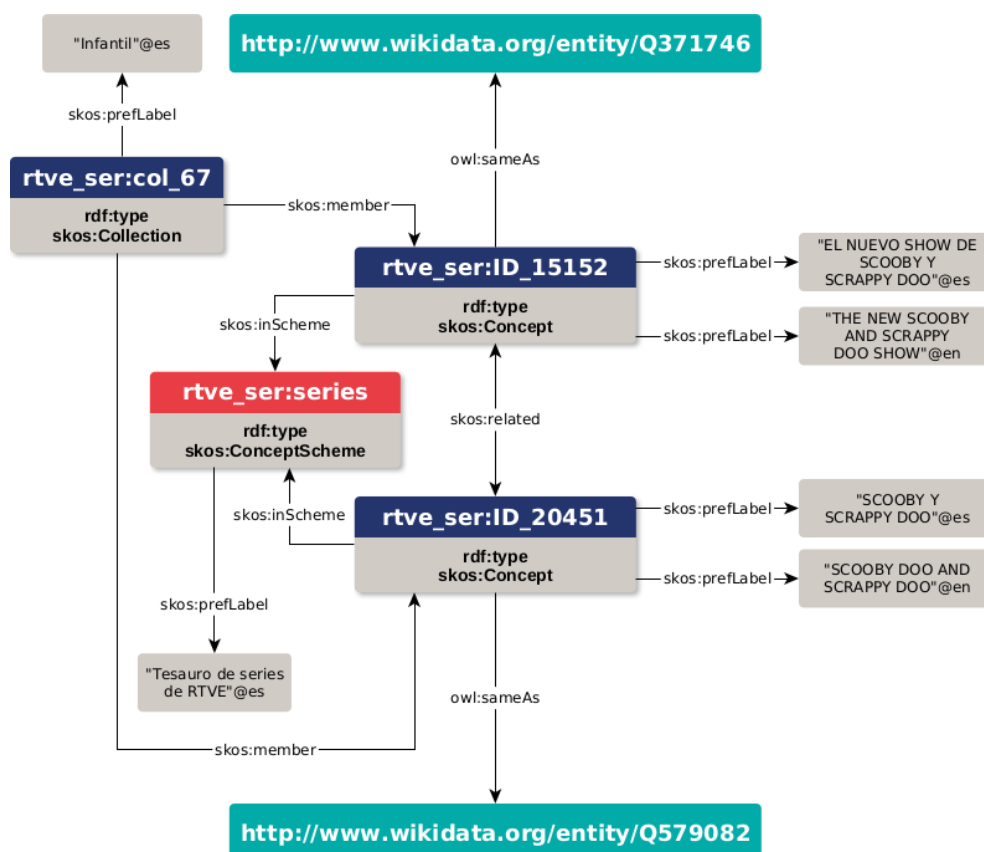 "Infantil"@es
http://www.wikidata.org/entity/Q371746
skos:prefLabel
owl:sameAs
rtve_ser:col_67
rdf:type
skos:Collection
skos:member
rtve_ser:ID_15152
rdf:type
skos:Concept
skos:prefLabel
"EL NUEVO SHOW DE
SCOOBY Y
SCRAPPY DOO"@es
skos:prefLabel
"THE NEW SCOOBY
AND SCRAPPY
DOO SHOW"@en
skos:inScheme
rtve_ser:series
rdf:type
skos:ConceptScheme
skos:related
skos:inScheme
rtve_ser:ID_20451
rdf:type
skos:Concept
skos:prefLabel
"SCOOBY Y
SCRAPPY DOO"@es
skos:prefLabel
"SCOOBY DOO AND
SCRAPPY DOO"@en
skos:prefLabel
"Tesauro de series
de RTVE"@es
owl:sameAs
skos:member
http://www.wikidata.org/entity/Q579082